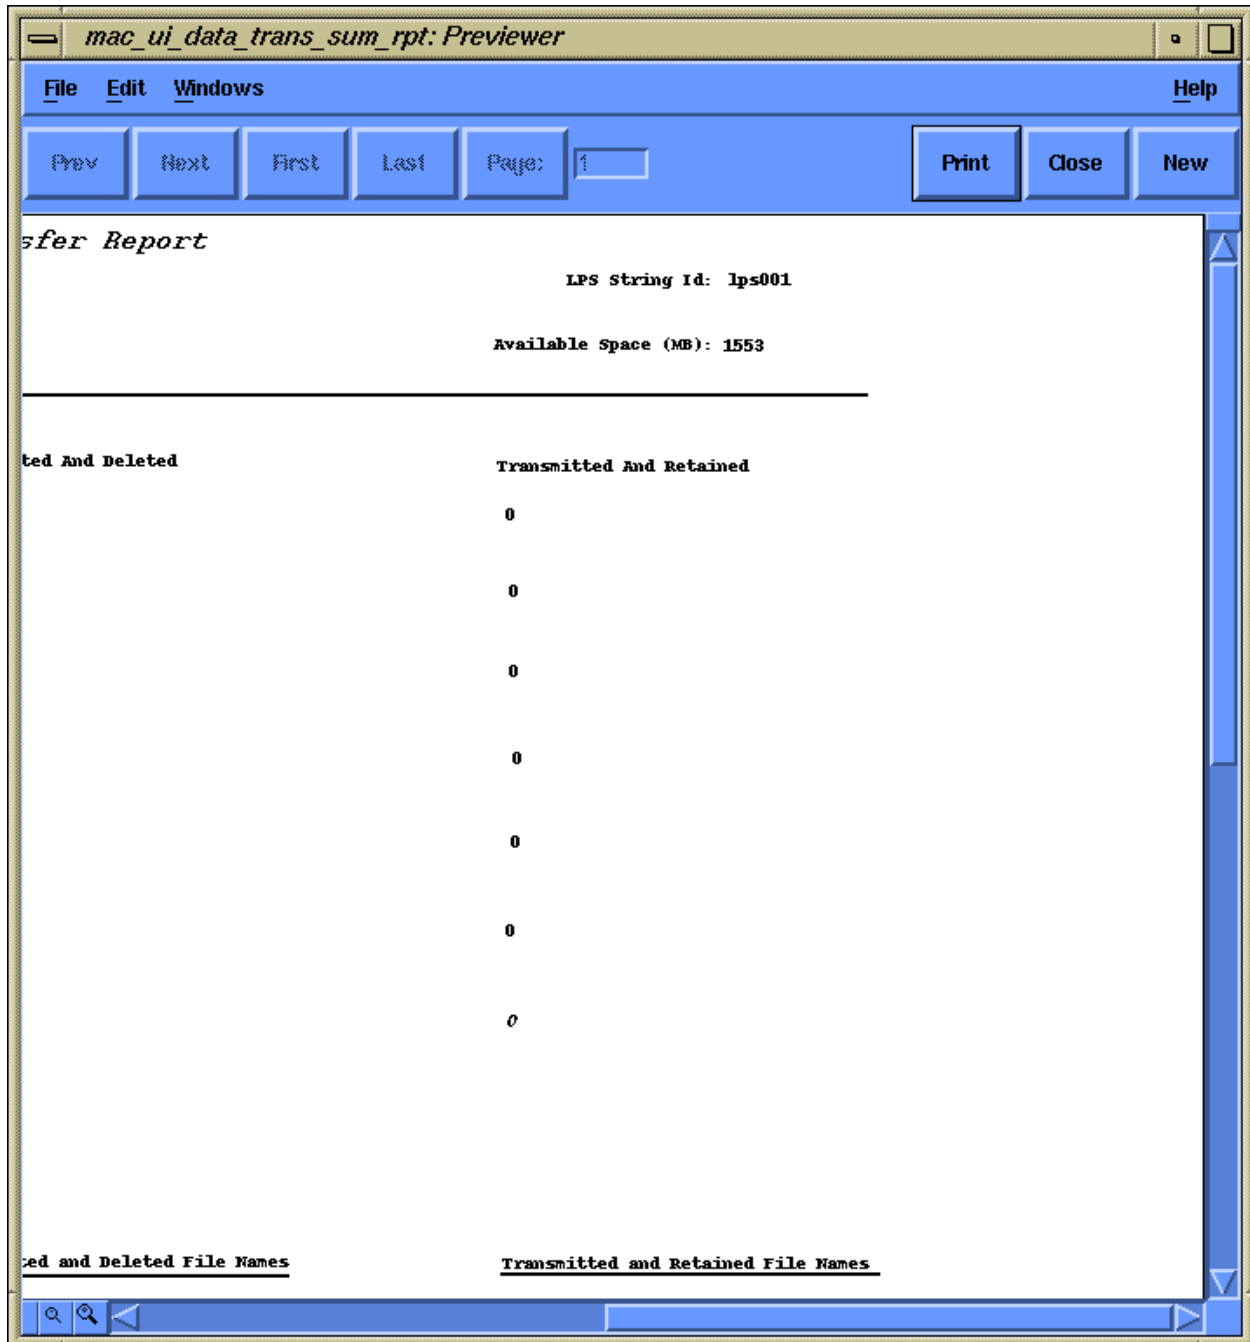 mac_ui_data_trans_sum_rpt: Previewer
File Edit Windows Help
Prev Next First Last Page: 1 Print Close New
sfer Report
LPS String Id: lps001
Available Space (MB): 1553
ted And Deleted Transmitted And Retained
0
0
0
0
0
0
0
ed and Deleted File Names Transmitted and Retained File Names